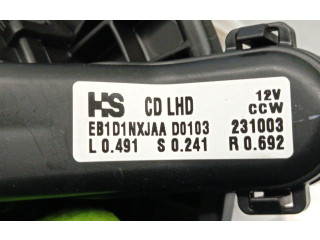 HS CD LHD 12V
CCW
EB1D1NXJAA D0103 231003
L 0.491 S 0.241 R 0.692